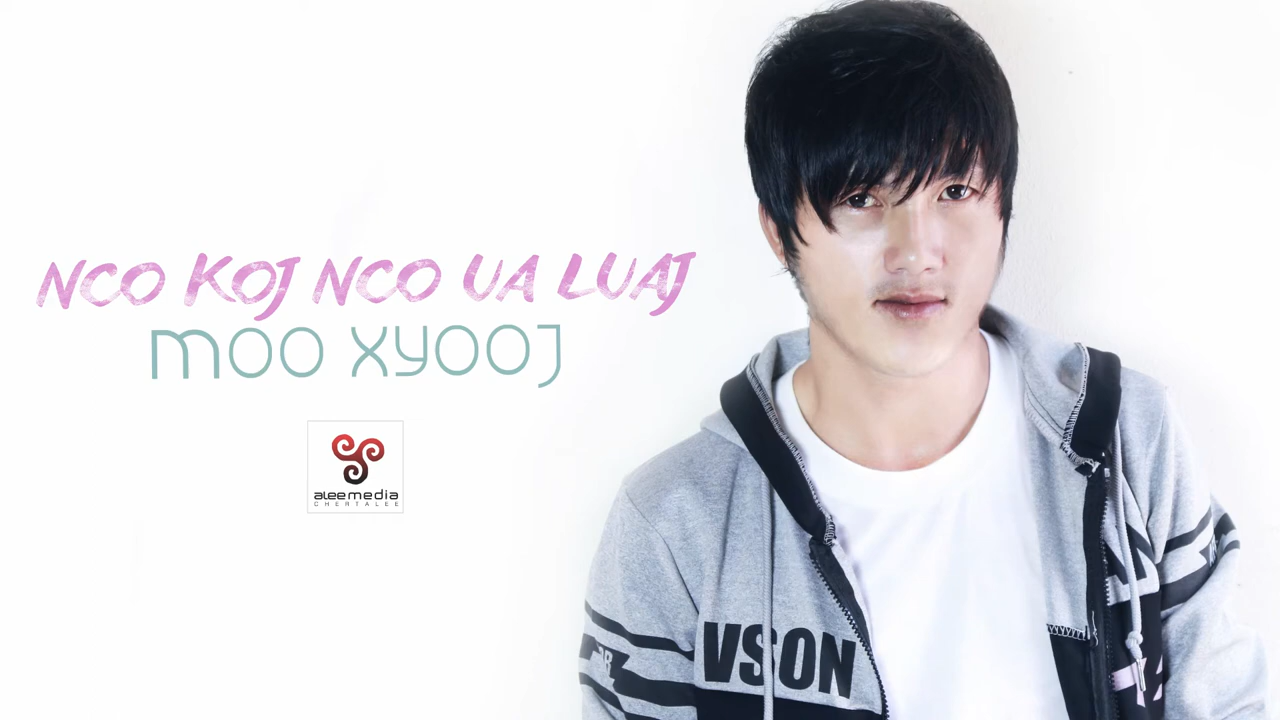 NCO KOJ NCO UA LUAJ
MOO XYOOJ
aleemedia
CHERTALEE
VSON